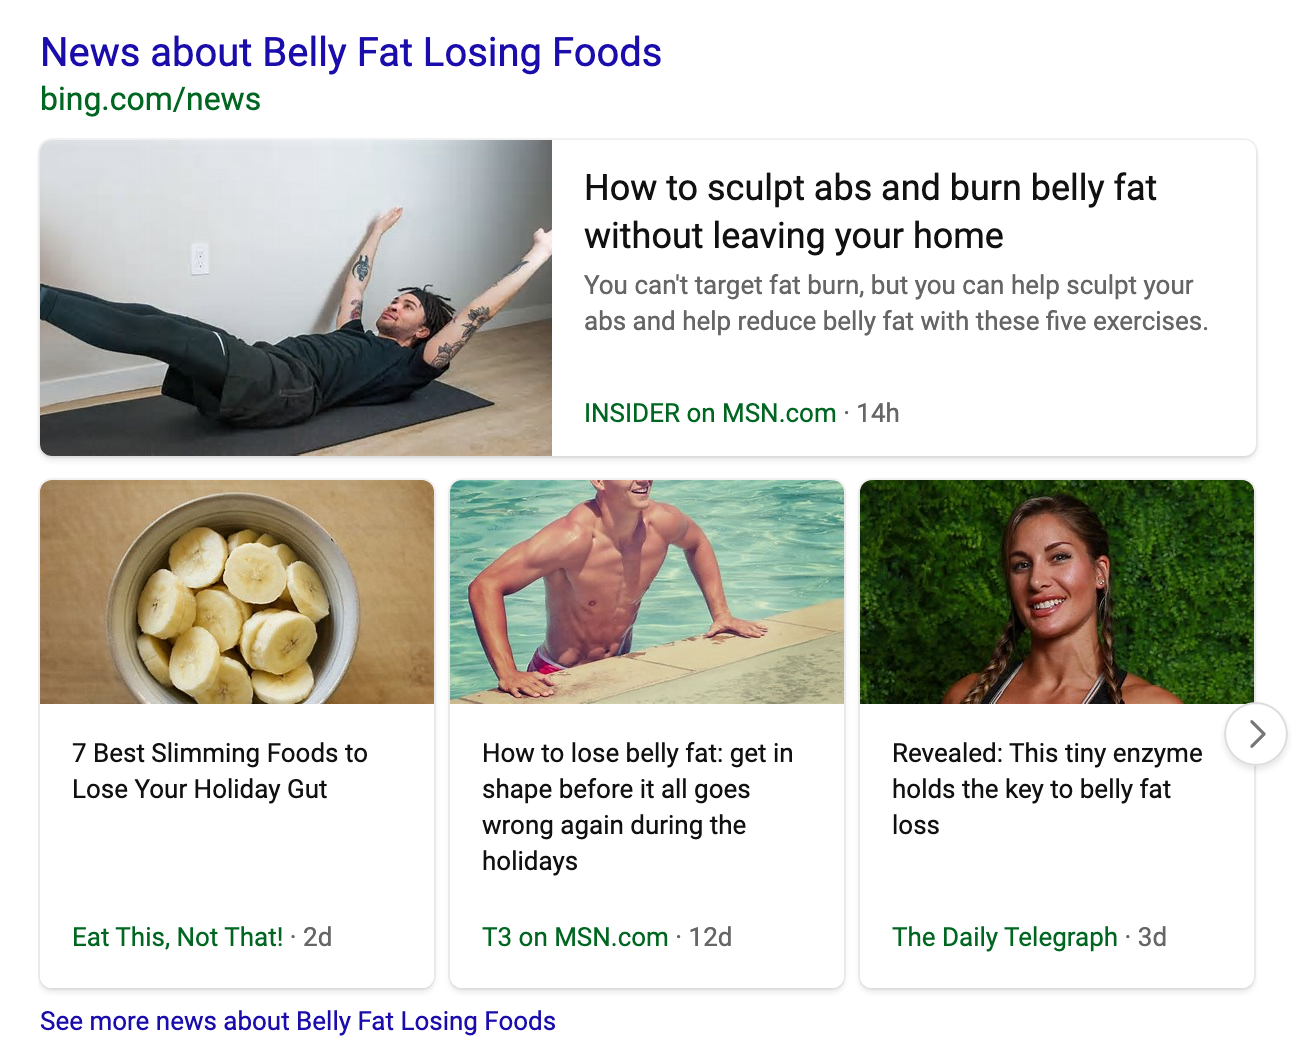 News about Belly Fat Losing Foods
bing.com/news
How to sculpt abs and burn belly fat
without leaving your home
You can't target fat burn, but you can help sculpt your
abs and help reduce belly fat with these five exercises.
INSIDER on MSN.com · 14h
7 Best Slimming Foods to
Lose Your Holiday Gut
Eat This, Not That! · 2d
How to lose belly fat: get in
shape before it all goes
wrong again during the
holidays
T3 on MSN.com · 12d
Revealed: This tiny enzyme
holds the key to belly fat
loss
The Daily Telegraph · 3d
See more news about Belly Fat Losing Foods